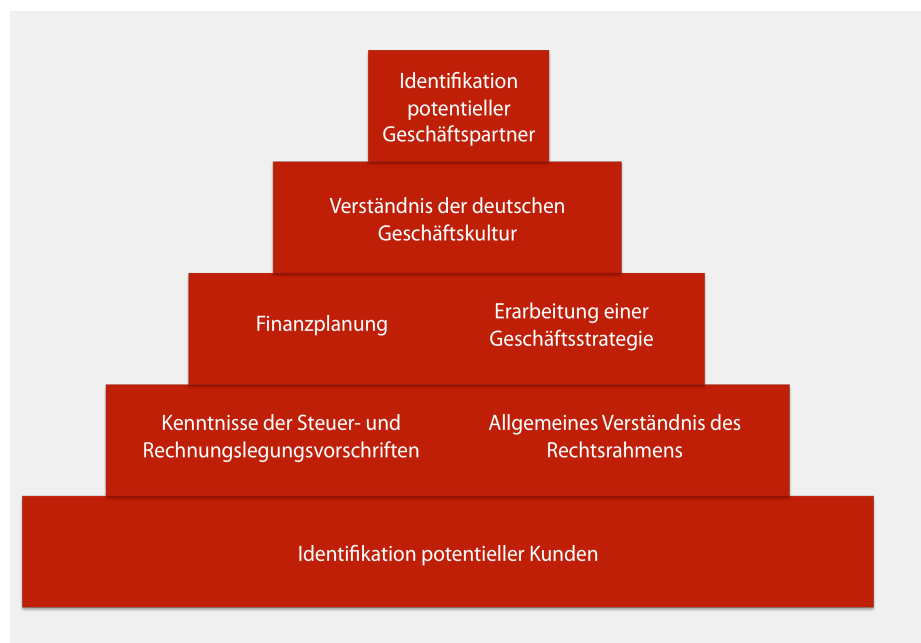 Identifikation
potentieller
Geschäftspartner
Verständnis der deutschen
Geschäftskultur
Finanzplanung
Erarbeitung einer
Geschäftsstrategie
Kenntnisse der Steuer- und
Rechnungslegungsvorschriften
Allgemeines Verständnis des
Rechtsrahmens
Identifikation potentieller Kunden